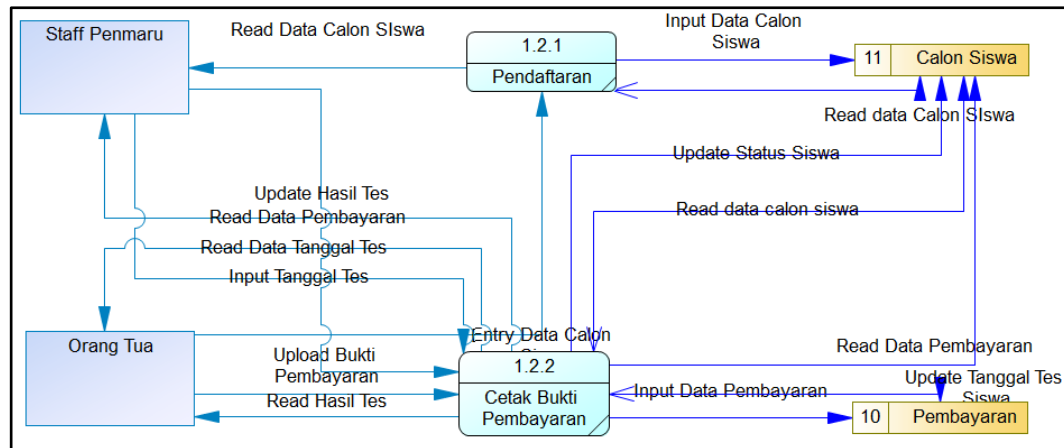 Staff Penmaru
Read Data Calon SIswa
1.2.1
Pendaftaran
Input Data Calon
Siswa
11
Calon Siswa
Read data Calon SIswa
Update Status Siswa
Update Hasil Tes
Read Data Pembayaran
Read data calon siswa
Read Data Tanggal Tes
Input Tanggal Tes
Orang Tua
Entry Data Calon
Upload Bukti
Pembayaran
Read Hasil Tes
1.2.2
Cetak Bukti
Pembayaran
Read Data Pembayaran
Input Data Pembayaran
Update Tanggal Tes
Siswa
10
Pembayaran